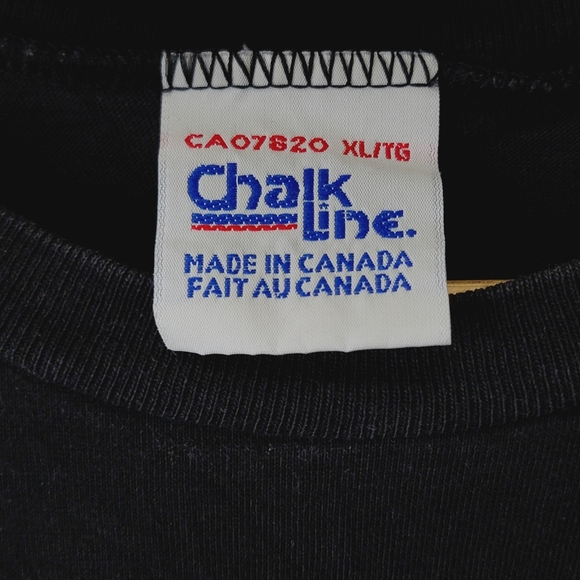 CA07820 XL/TG
Chalk
Line.
MADE IN CANADA
FAIT AU CANADA